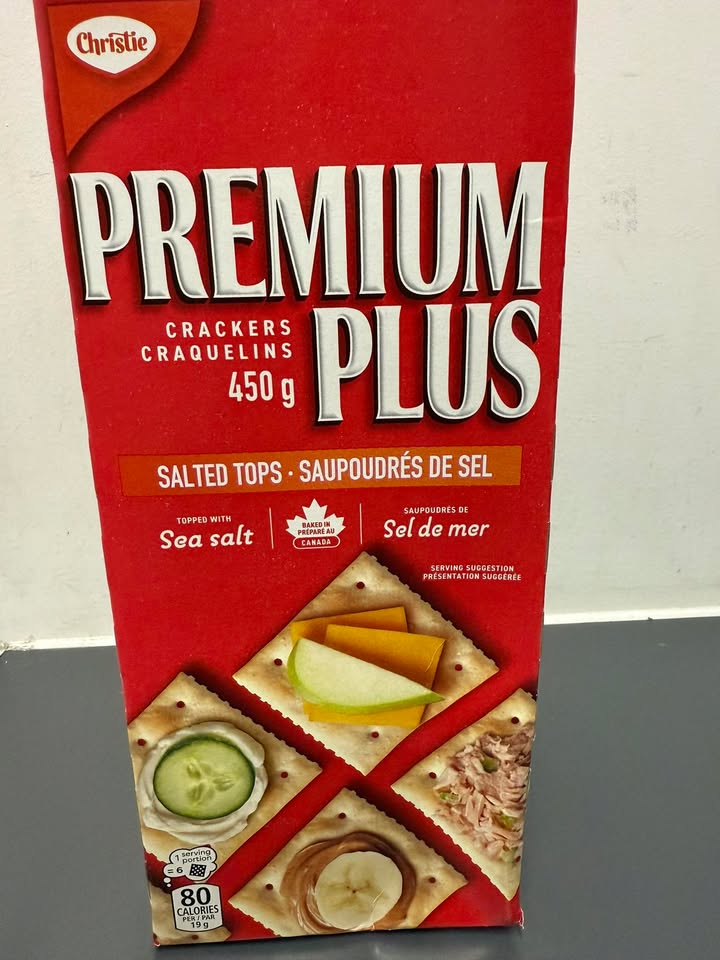 Christie
PREMIUM
PLUS
CRACKERS
CRAQUELINS
450 g
SALTED TOPS · SAUPOUDRÉS DE SEL
TOPPED WITH
Sea salt
BAKED IN
PRÉPARÉ AU
CANADA
SAUPOUDRÉS DE
Sel de mer
SERVING SUGGESTION
PRÉSENTATION SUGGÉRÉE
1 serving
portion
= 6
80
CALORIES
PER / PAR
19 g